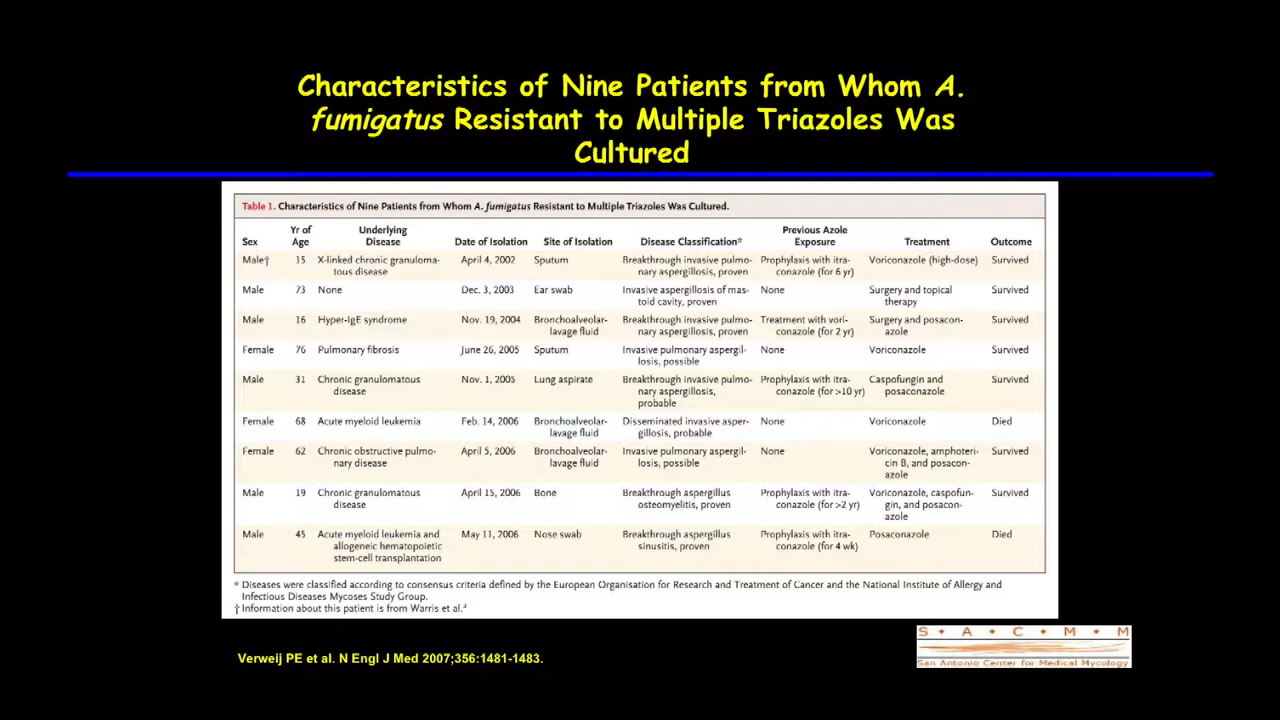 Characteristics of Nine Patients from Whom A.
fumigatus Resistant to Multiple Triazoles Was
Cultured
Table 1. Characteristics of Nine Patients from Whom A. fumigatus Resistant to Multiple Triazoles Was Cultured.
Yr of Underlying Previous Azole
Sex Age Disease Date of Isolation Site of Isolation Disease Classification* Exposure Treatment Outcome
Male† 15 X-linked chronic granuloma- April 4, 2002 Sputum Breakthrough invasive pulmo- Prophylaxis with itra- Voriconazole (high-dose) Survived
tous disease nary aspergillosis, proven conazole (for 6 yr)
Male 73 None Dec. 3, 2003 Ear swab Invasive aspergillosis of mas- None Surgery and topical Survived
toid cavity, proven therapy
Male 16 Hyper-IgE syndrome Nov. 19, 2004 Bronchoalveolar- Breakthrough invasive pulmo- Treatment with vori- Surgery and posacon- Survived
lavage fluid nary aspergillosis, proven conazole (for 2 yr) azole
Female 76 Pulmonary fibrosis June 26, 2005 Sputum Invasive pulmonary aspergil- None Voriconazole Survived
losis, possible
Male 31 Chronic granulomatous Nov. 1, 2005 Lung aspirate Breakthrough invasive pulmo- Prophylaxis with itra- Caspofungin and Survived
disease nary aspergillosis, conazole (for >10 yr) posaconazole
probable
Female 68 Acute myeloid leukemia Feb. 14, 2006 Bronchoalveolar- Disseminated invasive asper- None Voriconazole Died
lavage fluid gillosis, probable
Female 62 Chronic obstructive pulmo- April 5, 2006 Bronchoalveolar- Invasive pulmonary aspergil- None Voriconazole, amphoteri- Survived
nary disease lavage fluid losis, possible cin B, and posacon-
azole
Male 19 Chronic granulomatous April 15, 2006 Bone Breakthrough aspergillus Prophylaxis with itra- Voriconazole, caspofun- Survived
disease osteomyelitis, proven conazole (for >2 yr) gin, and posacon-
azole
Male 45 Acute myeloid leukemia and May 11, 2006 Nose swab Breakthrough aspergillus Prophylaxis with itra- Posaconazole Died
allogeneic hematopoietic sinusitis, proven conazole (for 4 wk)
stem-cell transplantation
* Diseases were classified according to consensus criteria defined by the European Organisation for Research and Treatment of Cancer and the National Institute of Allergy and
Infectious Diseases Mycoses Study Group.
† Information about this patient is from Warris et al.³
S • A • C • M • M
San Antonio Center for Medical Mycology
Verweij PE et al. N Engl J Med 2007;356:1481-1483.